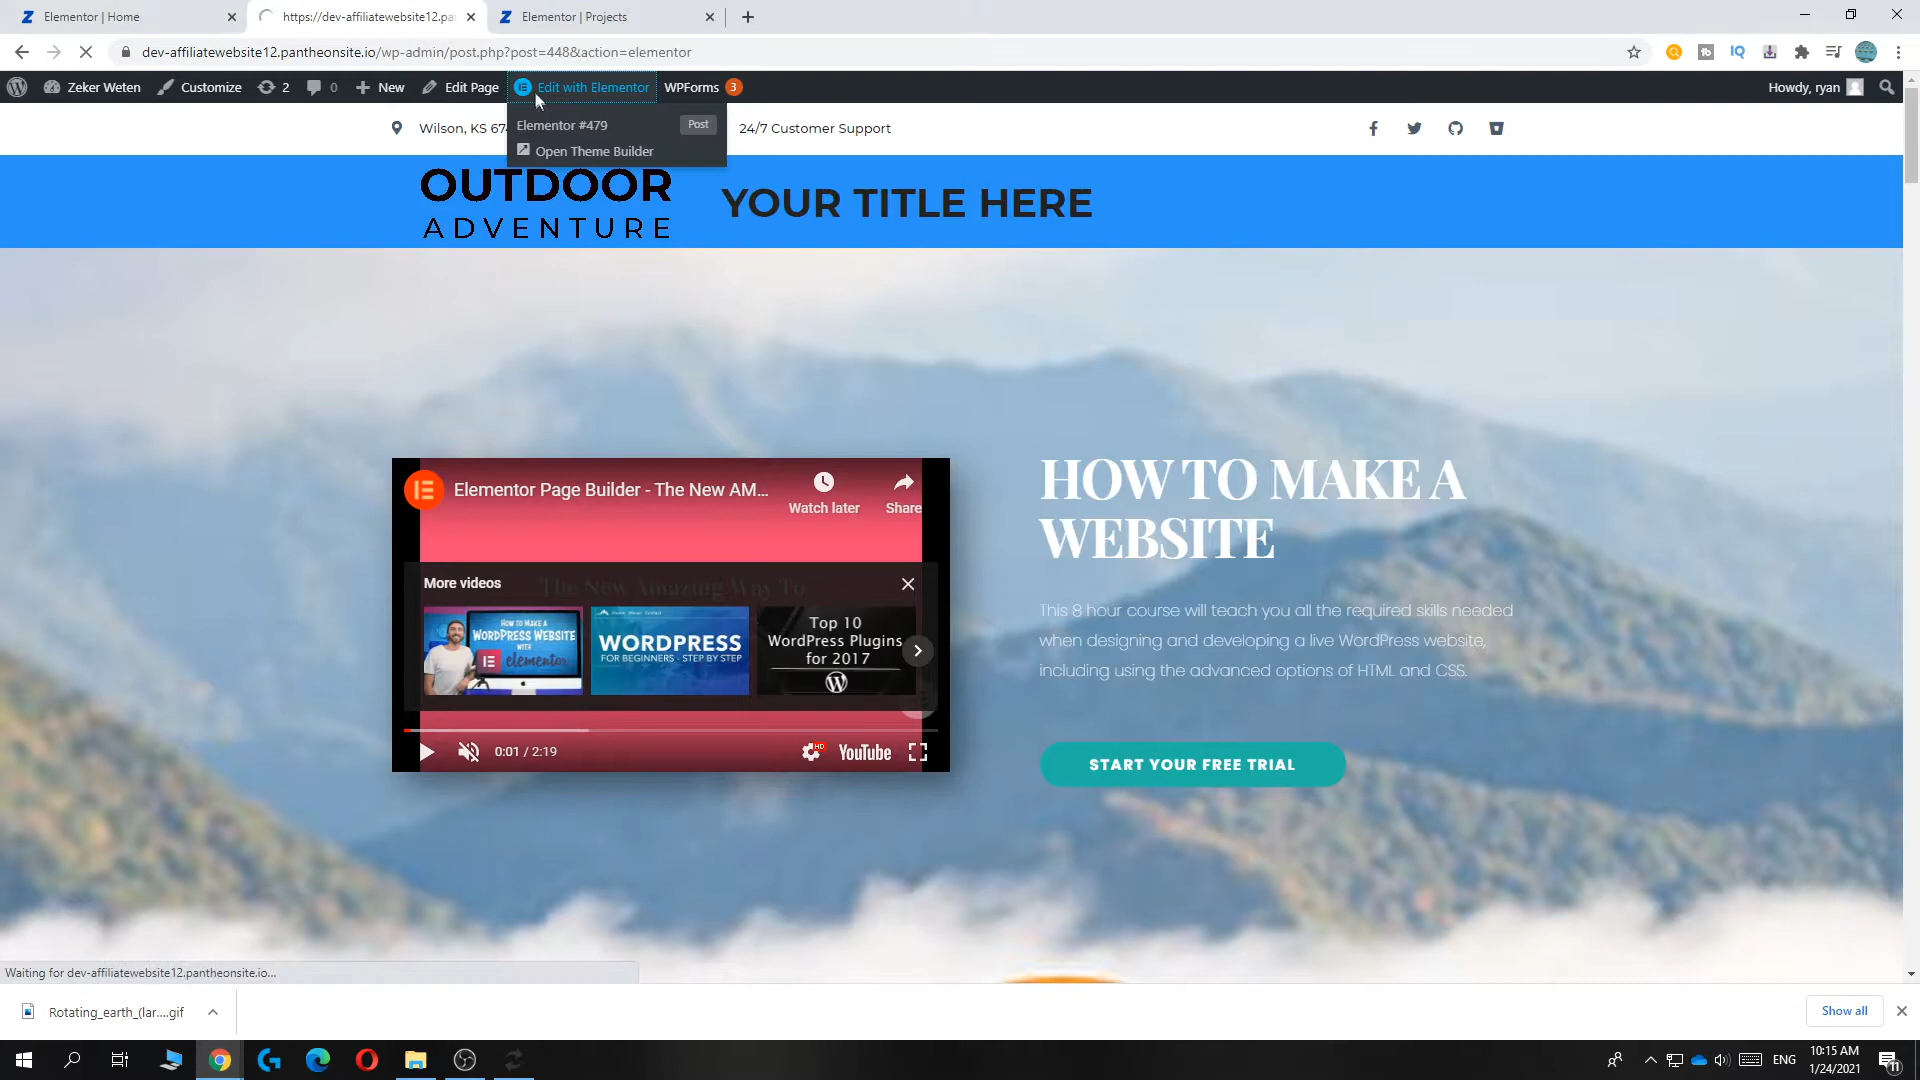 Elementor | Home
https://dev-affiliatewebsite12.pa
Elementor | Projects
dev-affiliatewebsite12.pantheonsite.io/wp-admin/post.php?post=448&action=elementor
Zeker Weten
Customize
2
0
New
Edit Page
Edit with Elementor
WPForms 3
Howdy, ryan
Elementor #479
Post
Open Theme Builder
Wilson, KS 674
24/7 Customer Support
OUTDOOR
ADVENTURE
YOUR TITLE HERE
Elementor Page Builder - The New AM...
Watch later
Share
HOW TO MAKE A
WEBSITE
More videos
The New Amazing Way To
HOW TO MAKE A
WORDPRESS WEBSITE
WITH
elementor
WORDPRESS
FOR BEGINNERS - STEP BY STEP
Top 10
WordPress Plugins
for 2017
This 8 hour course will teach you all the required skills needed
when designing and developing a live WordPress website,
including using the advanced options of HTML and CSS.
0:01 / 2:19
HD
YouTube
START YOUR FREE TRIAL
Waiting for dev-affiliatewebsite12.pantheonsite.io...
Rotating_earth_(lar....gif
Show all
ENG
10:15 AM
1/24/2021
11